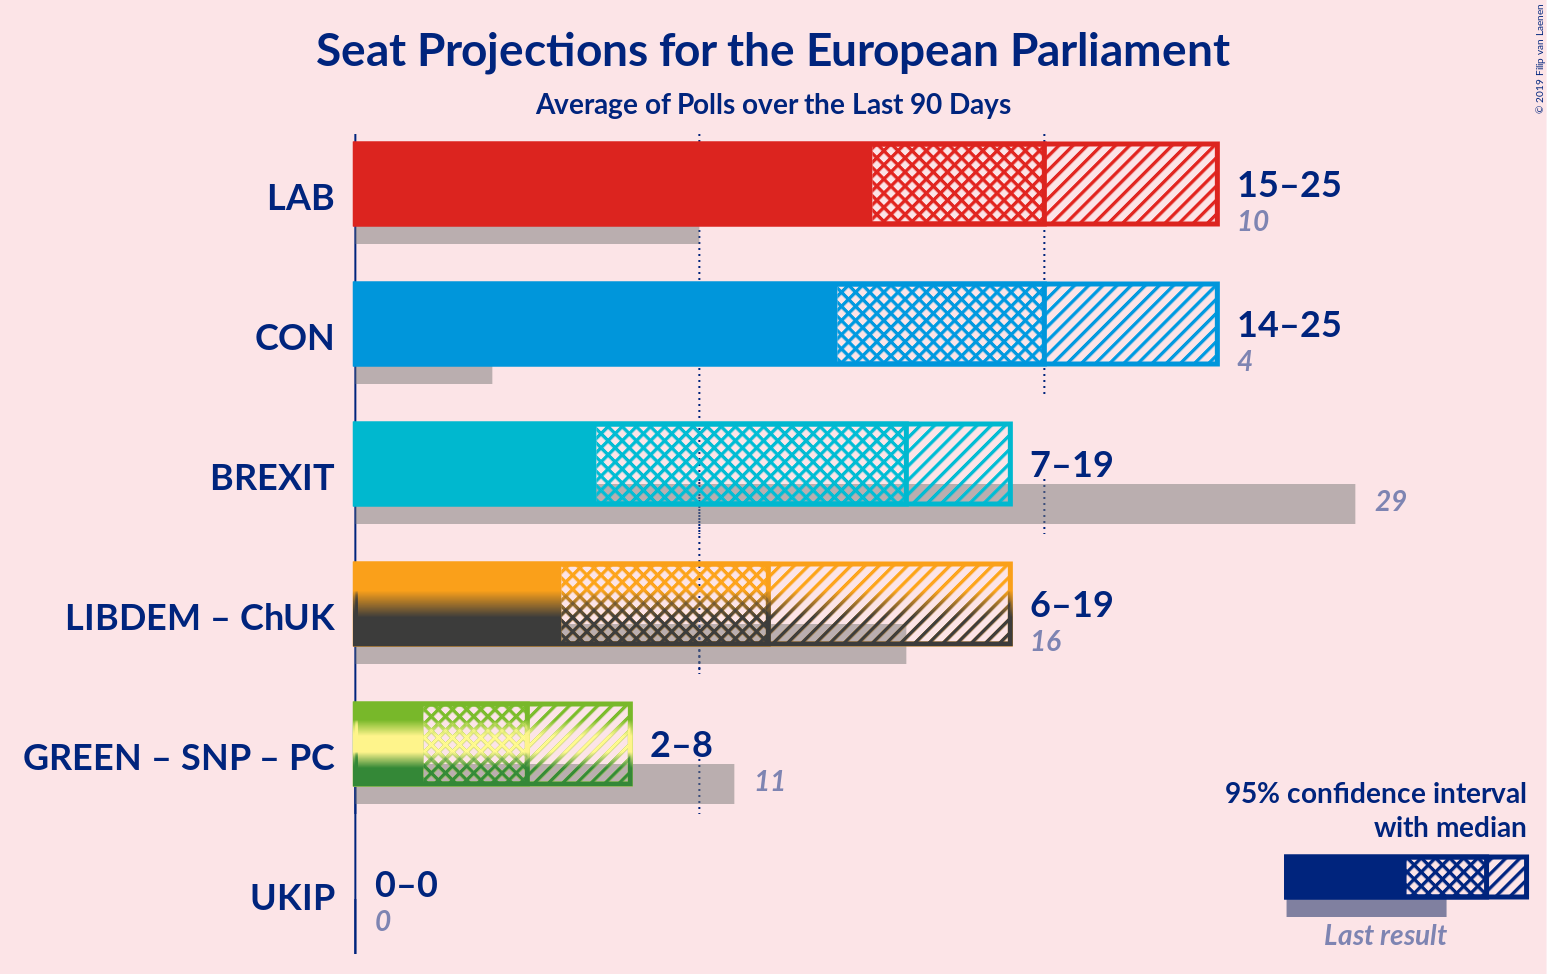 Seat Projections for the European Parliament
Average of Polls over the Last 90 Days
© 2019 Filip van Laenen
LAB
15–25
10
CON
14–25
4
BREXIT
7–19
29
LIBDEM – ChUK
6–19
16
GREEN – SNP – PC
2–8
11
UKIP
0–0
0
95% confidence interval
with median
Last result